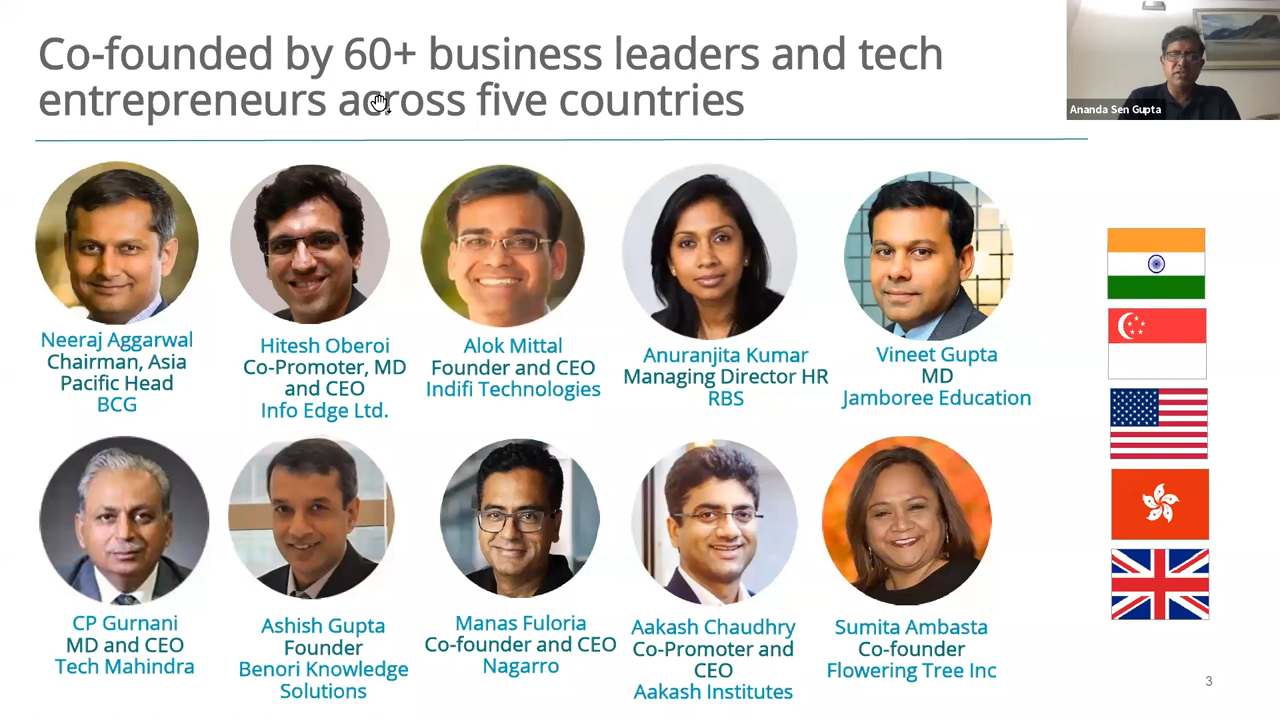 Co-founded by 60+ business leaders and tech
entrepreneurs across five countries
Ananda Sen Gupta
Neeraj Aggarwal
Chairman, Asia
Pacific Head
BCG
Hitesh Oberoi
Co-Promoter, MD
and CEO
Info Edge Ltd.
Alok Mittal
Founder and CEO
Indifi Technologies
Anuranjita Kumar
Managing Director HR
RBS
Vineet Gupta
MD
Jamboree Education
CP Gurnani
MD and CEO
Tech Mahindra
Ashish Gupta
Founder
Benori Knowledge
Solutions
Manas Fuloria
Co-founder and CEO
Nagarro
Aakash Chaudhry
Co-Promoter and
CEO
Aakash Institutes
Sumita Ambasta
Co-founder
Flowering Tree Inc
3